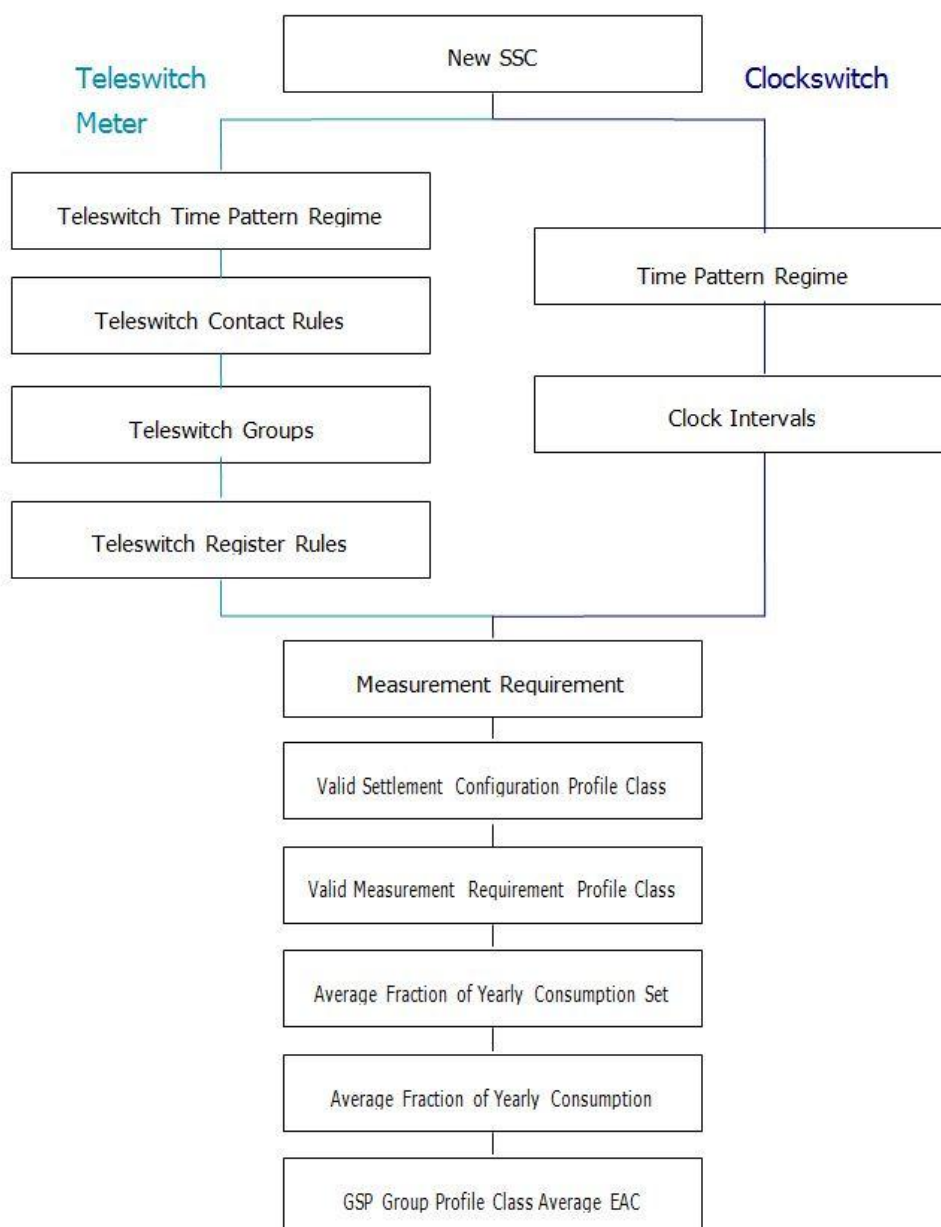 New SSC
Teleswitch
Meter
Clockswitch
Teleswitch Time Pattern Regime
Time Pattern Regime
Teleswitch Contact Rules
Clock Intervals
Teleswitch Groups
Teleswitch Register Rules
Measurement Requirement
Valid Settlement Configuration Profile Class
Valid Measurement Requirement Profile Class
Average Fraction of Yearly Consumption Set
Average Fraction of Yearly Consumption
GSP Group Profile Class Average EAC